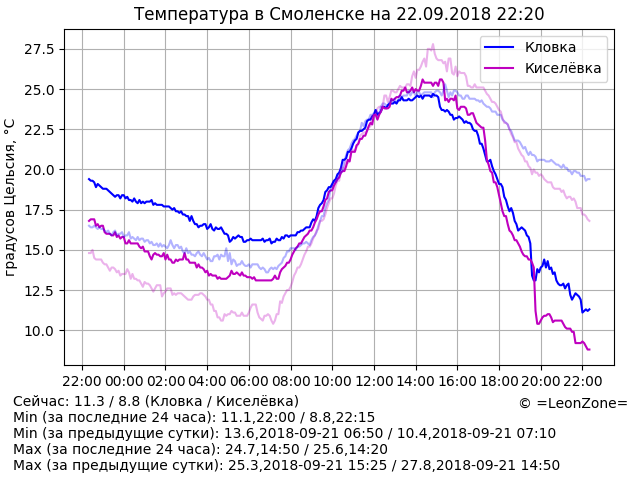 Температура в Смоленске на 22.09.2018 22:20
градусов Цельсия, °C
27.5
25.0
22.5
20.0
17.5
15.0
12.5
10.0
Кловка
Киселёвка
22:00 00:00 02:00 04:00 06:00 08:00 10:00 12:00 14:00 16:00 18:00 20:00 22:00
Сейчас: 11.3 / 8.8 (Кловка / Киселёвка)
© =LeonZone=
Min (за последние 24 часа): 11.1,22:00 / 8.8,22:15
Min (за предыдущие сутки): 13.6,2018-09-21 06:50 / 10.4,2018-09-21 07:10
Max (за последние 24 часа): 24.7,14:50 / 25.6,14:20
Max (за предыдущие сутки): 25.3,2018-09-21 15:25 / 27.8,2018-09-21 14:50